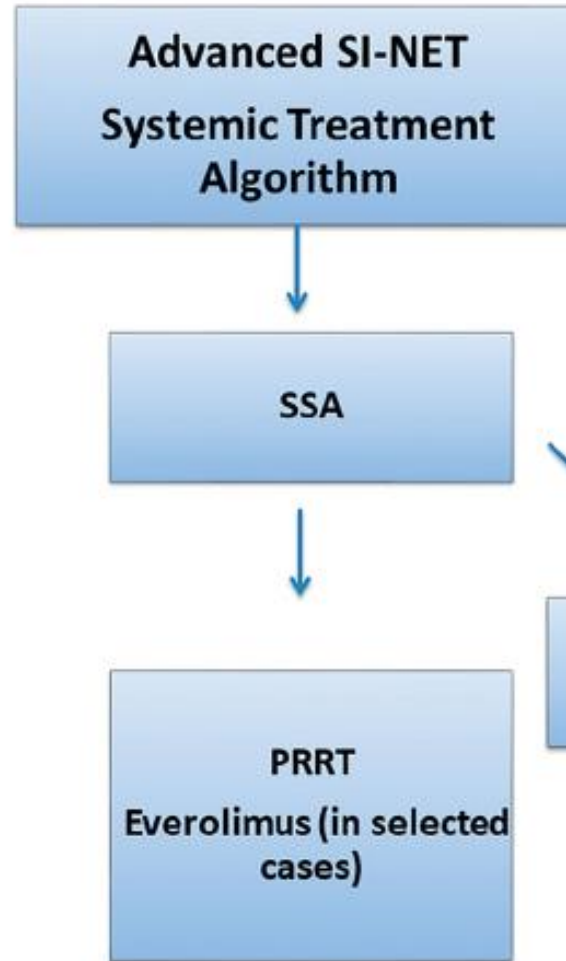 Advanced SI-NET
Systemic Treatment
Algorithm
SSA
PRRT
Everolimus (in selected
cases)